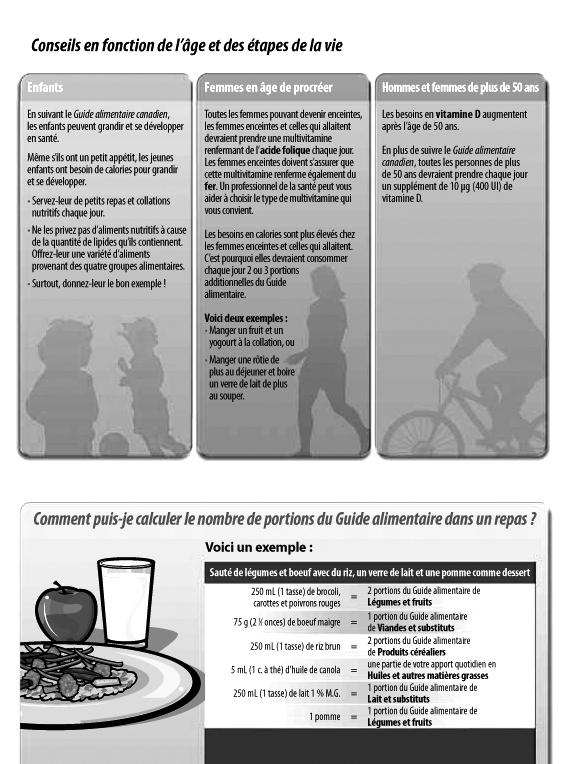 Conseils en fonction de l'âge et des étapes de la vie
Enfants
En suivant le Guide alimentaire canadien,
les enfants peuvent grandir et se développer
en santé.
Même s'ils ont un petit appétit, les jeunes
enfants ont besoin de calories pour grandir
et se développer.
• Servez-leur de petits repas et collations
nutritifs chaque jour.
• Ne les privez pas d'aliments nutritifs à cause
de la quantité de lipides qu'ils contiennent.
Offrez-leur une variété d'aliments
provenant des quatre groupes alimentaires.
• Surtout, donnez-leur le bon exemple !
Femmes en âge de procréer
Toutes les femmes pouvant devenir enceintes,
les femmes enceintes et celles qui allaitent
devraient prendre une multivitamine
renfermant de l'acide folique chaque jour.
Les femmes enceintes doivent s'assurer que
cette multivitamine renferme également du
fer. Un professionnel de la santé peut vous
aider à choisir le type de multivitamine qui
vous convient.
Les besoins en calories sont plus élevés chez
les femmes enceintes et celles qui allaitent.
C'est pourquoi elles devraient consommer
chaque jour 2 ou 3 portions
additionnelles du Guide
alimentaire.
Voici deux exemples :
• Manger un fruit et un
yogourt à la collation, ou
• Manger une rôtie de
plus au déjeuner et boire
un verre de lait de plus
au souper.
Hommes et femmes de plus de 50 ans
Les besoins en vitamine D augmentent
après l'âge de 50 ans.
En plus de suivre le Guide alimentaire
canadien, toutes les personnes de plus
de 50 ans devraient prendre chaque jour
un supplément de 10 μg (400 UI) de
vitamine D.
Comment puis-je calculer le nombre de portions du Guide alimentaire dans un repas ?
Voici un exemple :
Sauté de légumes et boeuf avec du riz, un verre de lait et une pomme comme dessert
250 mL (1 tasse) de brocoli,
carottes et poivrons rouges
=
2 portions du Guide alimentaire de
Légumes et fruits
75 g (2 ½ onces) de boeuf maigre
=
1 portion du Guide alimentaire
de Viandes et substituts
250 mL (1 tasse) de riz brun
=
2 portions du Guide alimentaire
de Produits céréaliers
5 mL (1 c. à thé) d'huile de canola
=
une partie de votre apport quotidien en
Huiles et autres matières grasses
250 mL (1 tasse) de lait 1 % M.G.
=
1 portion du Guide alimentaire de
Lait et substituts
1 pomme
=
1 portion du Guide alimentaire de
Légumes et fruits